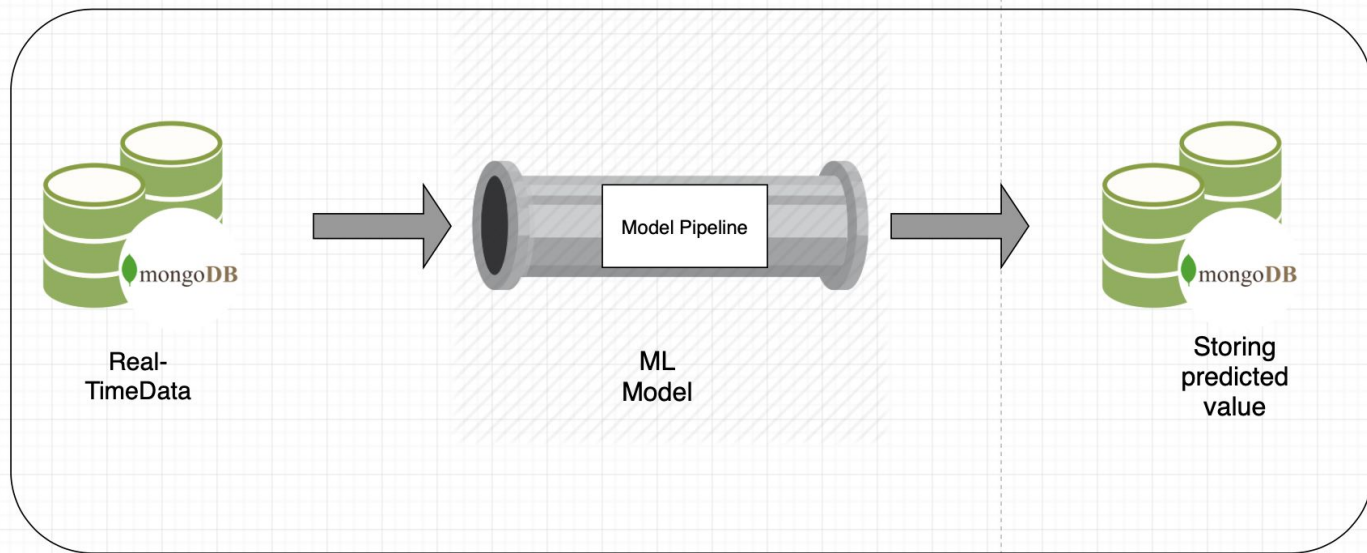 mongoDB
Real-
TimeData
Model Pipeline
ML
Model
mongoDB
Storing
predicted
value